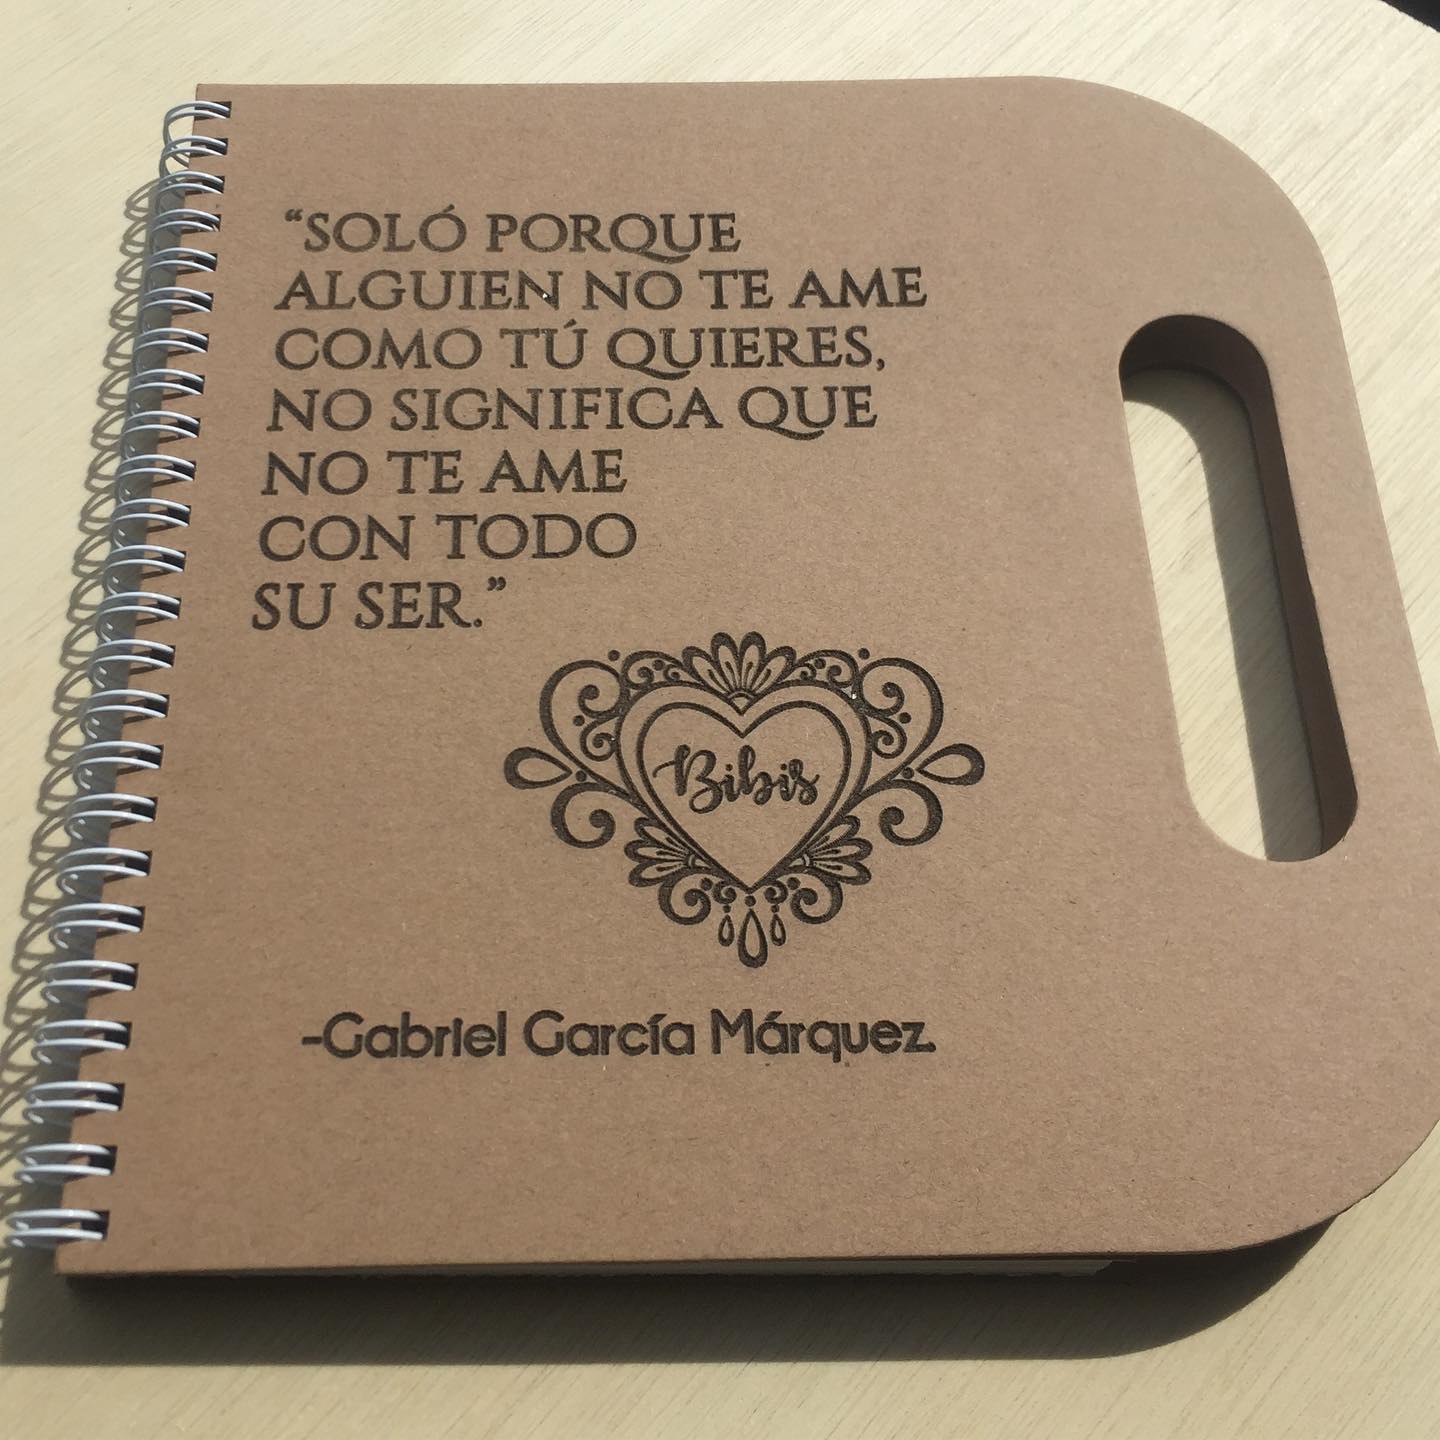 “SOLÓ PORQUE
ALGUIEN NO TE AME
COMO TÚ QUIERES,
NO SIGNIFICA QUE
NO TE AME
CON TODO
SU SER.”
Bibis
-Gabriel García Márquez.